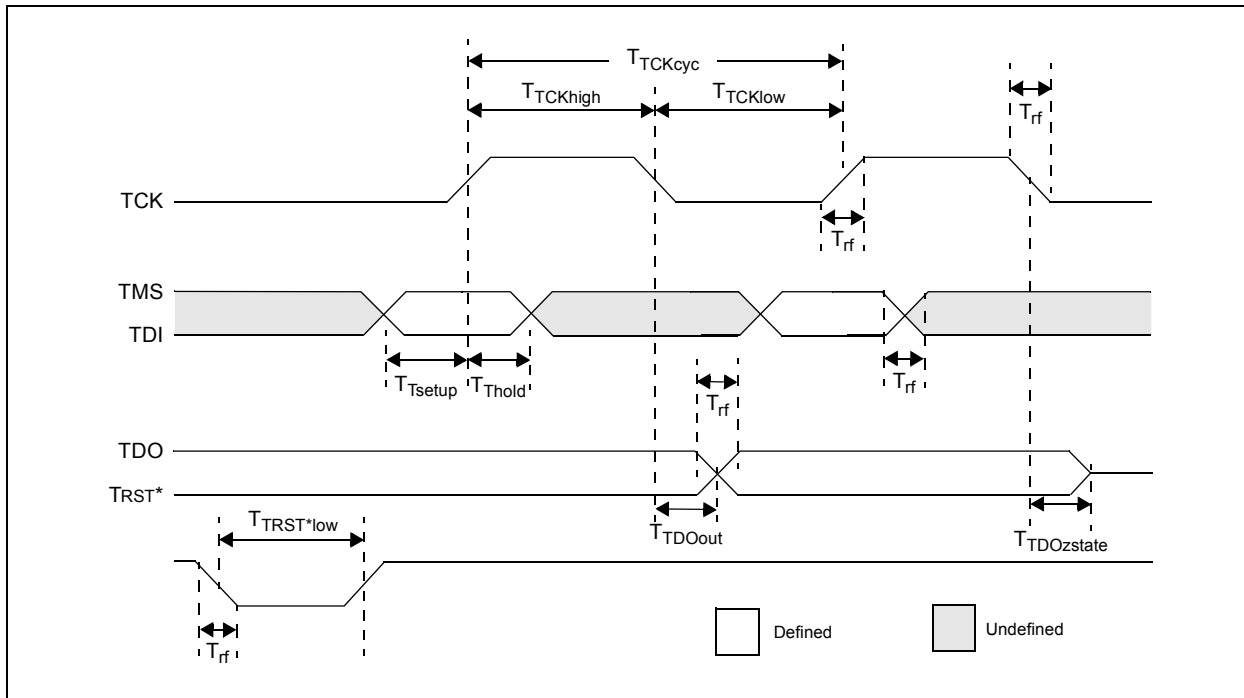 TTCKcyc
TTCKhigh
TTCKlow
Trf
TCK
Trf
TMS
TDI
TTsetup
TThold
Trf
Trf
TDO
TRST*
TTRST*low
TTDOout
TTDOzstate
Trf
Defined
Undefined